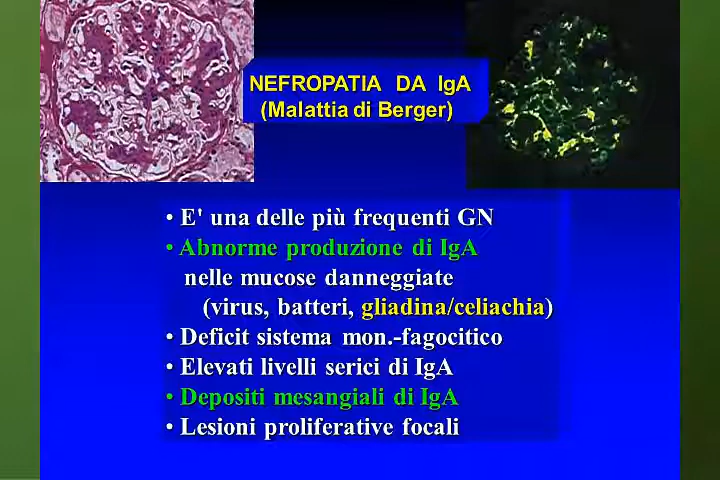 NEFROPATIA DA IgA
(Malattia di Berger)
• E' una delle più frequenti GN
• Abnorme produzione di IgA
nelle mucose danneggiate
(virus, batteri, gliadina/celiachia)
• Deficit sistema mon.-fagocitico
• Elevati livelli serici di IgA
• Depositi mesangiali di IgA
• Lesioni proliferative focali